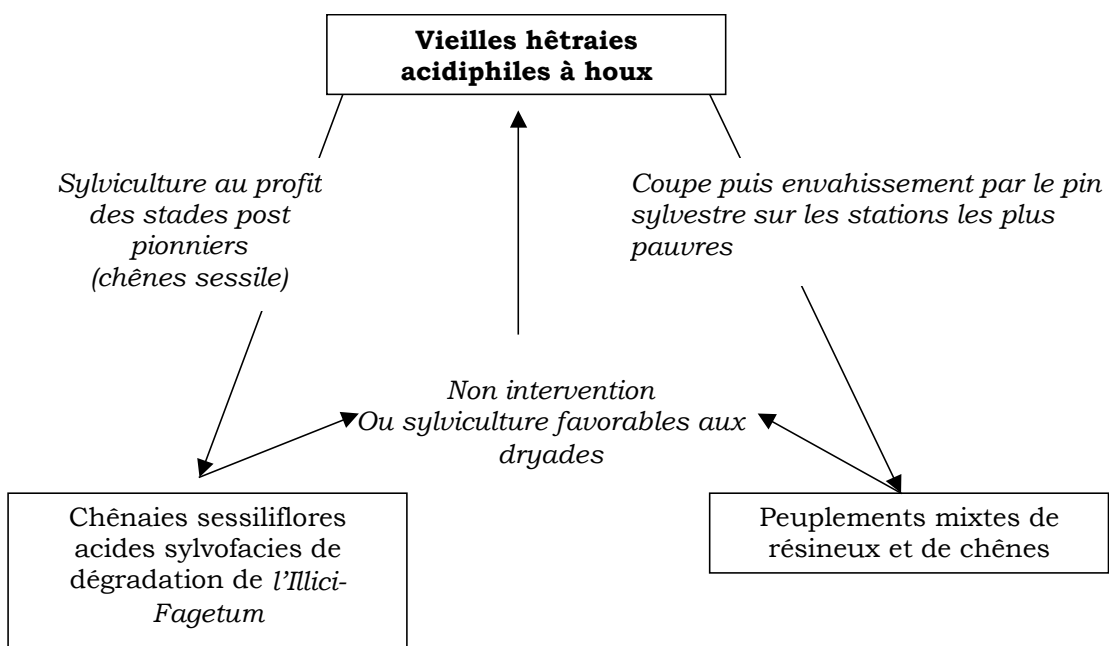 Vieilles hêtraies
acidiphiles à houx
Sylviculture au profit
des stades post
pionniers
(chênes sessile)
Coupe puis envahissement par le pin
sylvestre sur les stations les plus
pauvres
Non intervention
Ou sylviculture favorables aux
dryades
Chênaies sessiliflores
acides sylvofacies de
dégradation de l’Illici-
Fagetum
Peuplements mixtes de
résineux et de chênes